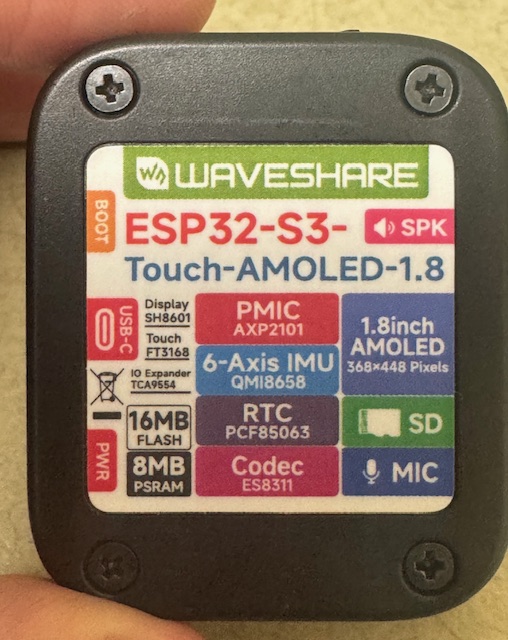 WAVESHARE
BOOT
ESP32-S3-
SPK
Touch-AMOLED-1.8
USB-C
Display
SH8601
Touch
FT3168
IO Expander
TCA9554
PMIC
AXP2101
6-Axis IMU
QMI8658
1.8inch
AMOLED
368×448 Pixels
PWR
16MB
FLASH
8MB
PSRAM
RTC
PCF85063
Codec
ES8311
SD
MIC